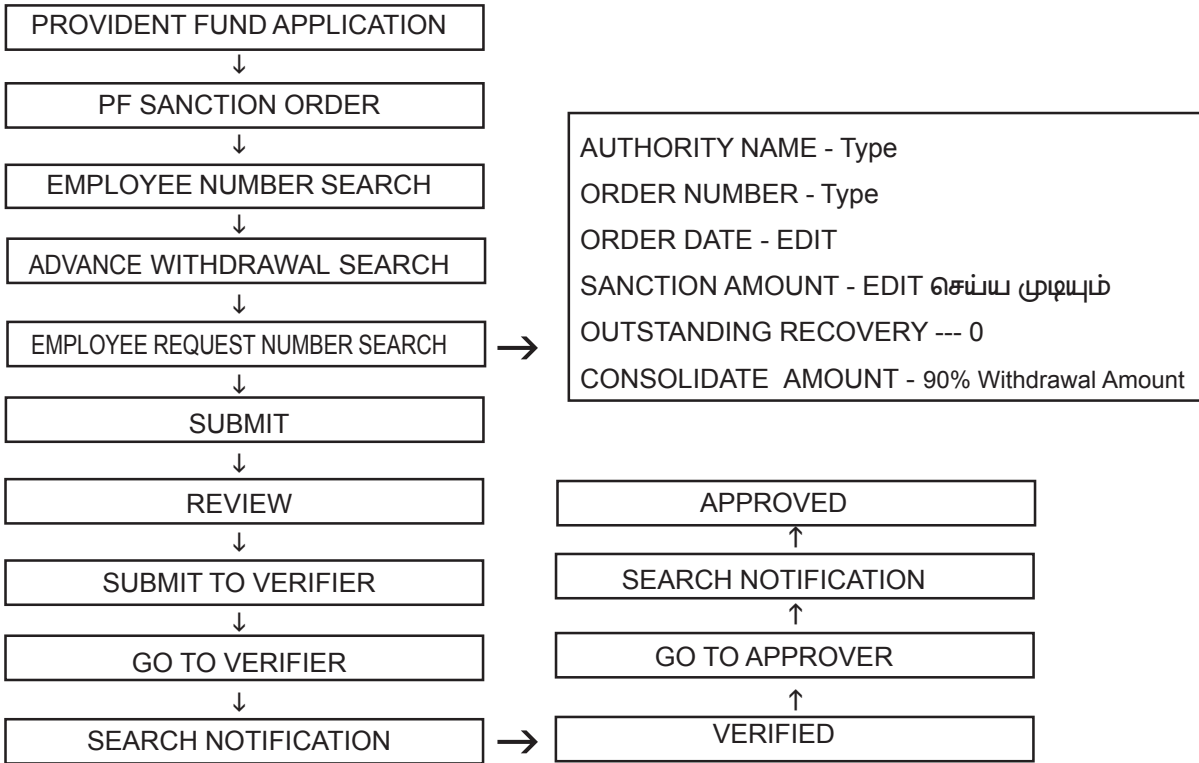 PROVIDENT FUND APPLICATION
↓
PF SANCTION ORDER
↓
EMPLOYEE NUMBER SEARCH
↓
ADVANCE WITHDRAWAL SEARCH
↓
EMPLOYEE REQUEST NUMBER SEARCH →
AUTHORITY NAME - Type
ORDER NUMBER - Type
ORDER DATE - EDIT
SANCTION AMOUNT - EDIT செய்ய முடியும்
OUTSTANDING RECOVERY --- 0
CONSOLIDATE AMOUNT - 90% Withdrawal Amount
↓
SUBMIT
↓
REVIEW
↓
SUBMIT TO VERIFIER
↓
GO TO VERIFIER
↓
SEARCH NOTIFICATION →
VERIFIED
↑
GO TO APPROVER
↑
SEARCH NOTIFICATION
↑
APPROVED